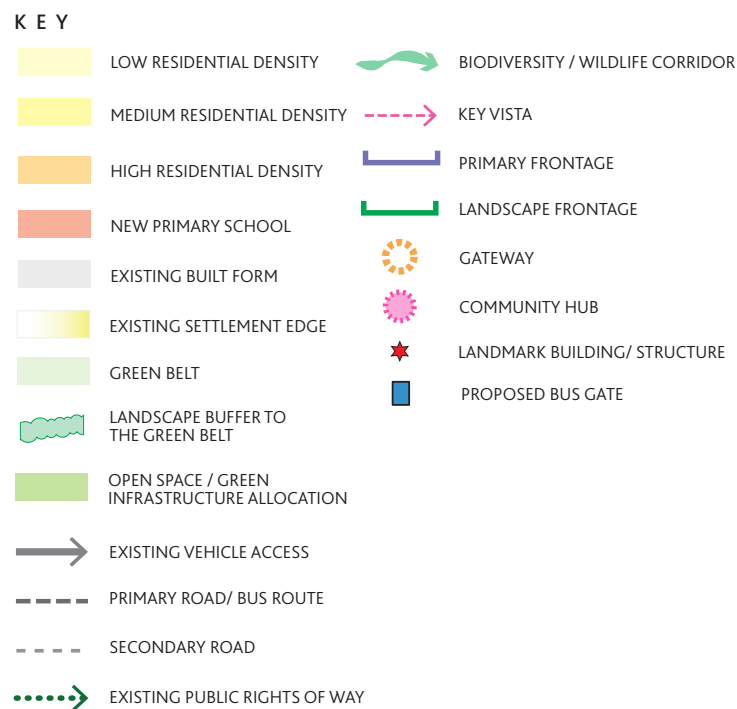 KEY
LOW RESIDENTIAL DENSITY
MEDIUM RESIDENTIAL DENSITY
HIGH RESIDENTIAL DENSITY
NEW PRIMARY SCHOOL
EXISTING BUILT FORM
EXISTING SETTLEMENT EDGE
GREEN BELT
LANDSCAPE BUFFER TO
THE GREEN BELT
OPEN SPACE / GREEN
INFRASTRUCTURE ALLOCATION
EXISTING VEHICLE ACCESS
PRIMARY ROAD/ BUS ROUTE
SECONDARY ROAD
EXISTING PUBLIC RIGHTS OF WAY
BIODIVERSITY / WILDLIFE CORRIDOR
KEY VISTA
PRIMARY FRONTAGE
LANDSCAPE FRONTAGE
GATEWAY
COMMUNITY HUB
LANDMARK BUILDING/ STRUCTURE
PROPOSED BUS GATE